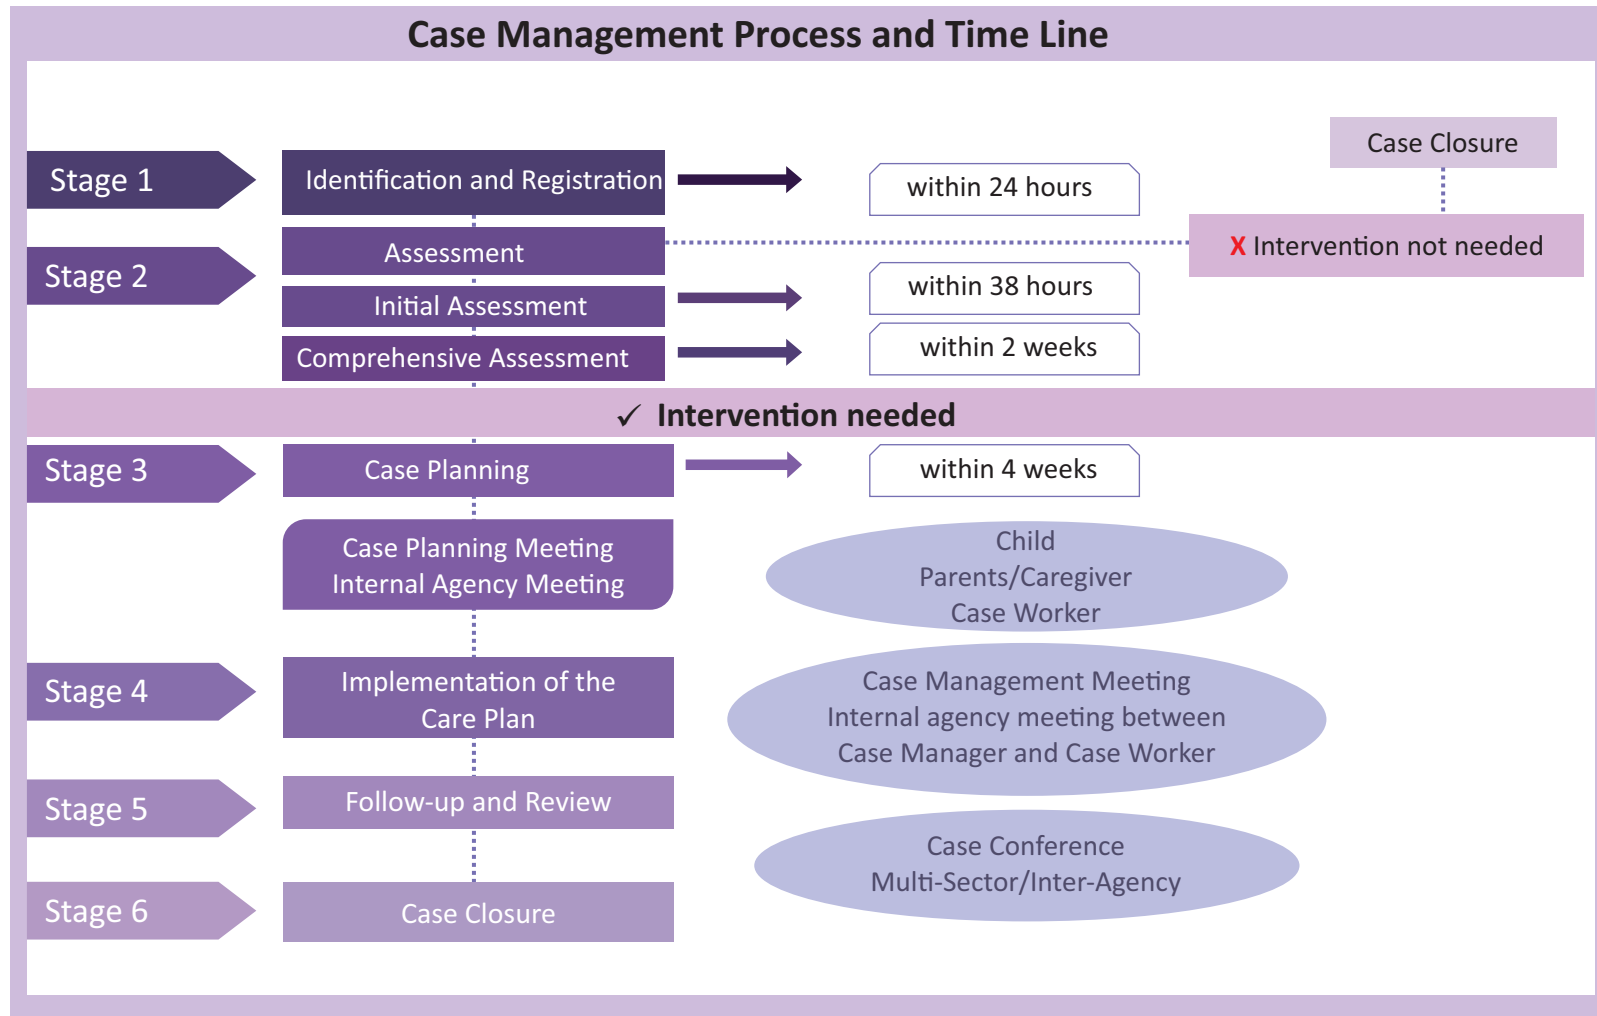 Case Management Process and Time Line
Case Closure
Stage 1
Identification and Registration
within 24 hours
Stage 2
Assessment
X Intervention not needed
Initial Assessment
within 38 hours
Comprehensive Assessment
within 2 weeks
✓ Intervention needed
Stage 3
Case Planning
within 4 weeks
Case Planning Meeting
Internal Agency Meeting
Child
Parents/Caregiver
Case Worker
Stage 4
Implementation of the
Care Plan
Case Management Meeting
Internal agency meeting between
Case Manager and Case Worker
Stage 5
Follow-up and Review
Case Conference
Multi-Sector/Inter-Agency
Stage 6
Case Closure